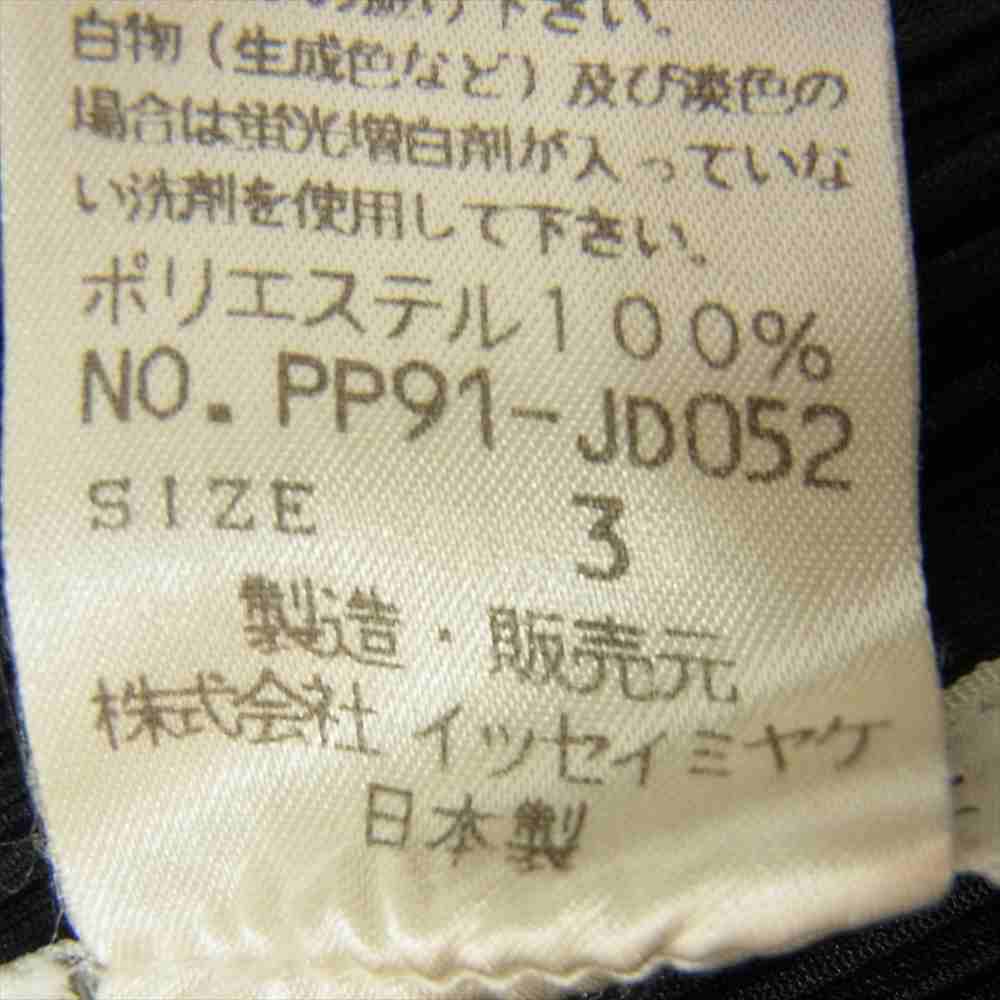 下さい。
白物（生成色など）及び淡色の
場合は蛍光増白剤が入っていな
い洗剤を使用して下さい。
ポリエステル100%
NO. PP91-JD052
SIZE 3
製造・販売元
株式会社 イッセイミヤケ
日本製